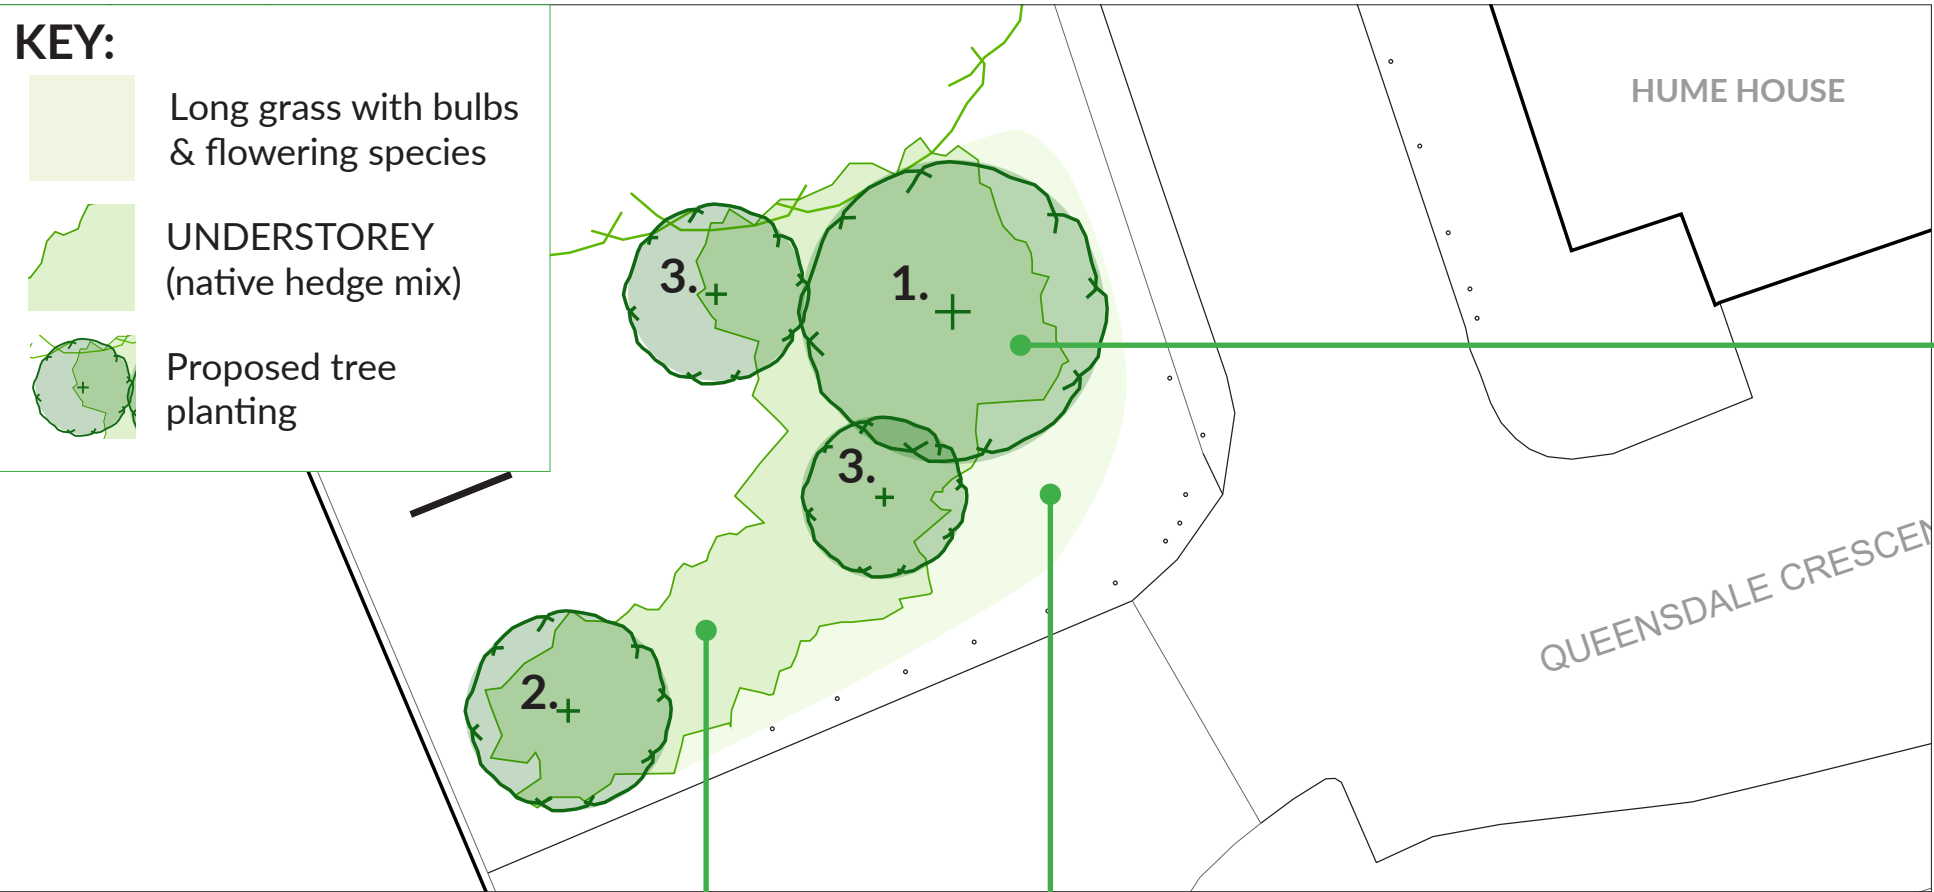 KEY:
Long grass with bulbs
& flowering species
UNDERSTOREY
(native hedge mix)
Proposed tree
planting
HUME HOUSE
3.
1.
3.
2.
QUEENSDALE CRESCEN